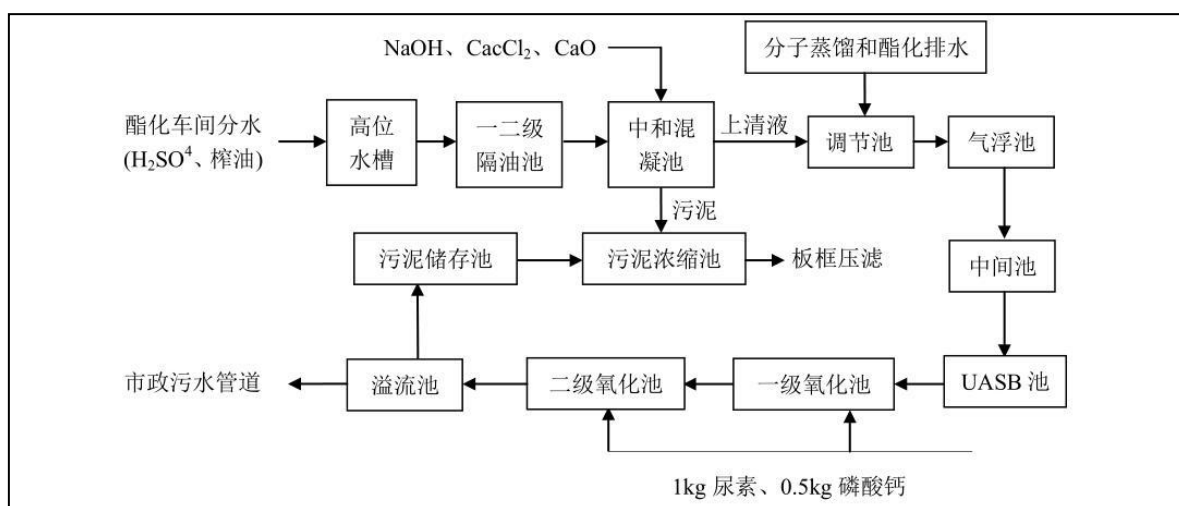 NaOH、CacCl₂、CaO
分子蒸馏和酯化排水
酯化车间分水
(H₂SO⁴、榨油)
高位
水槽
一二级
隔油池
中和混
凝池
上清液
调节池
气浮池
污泥
污泥储存池
污泥浓缩池
板框压滤
中间池
市政污水管道
溢流池
二级氧化池
一级氧化池
UASB 池
1kg 尿素、0.5kg 磷酸钙